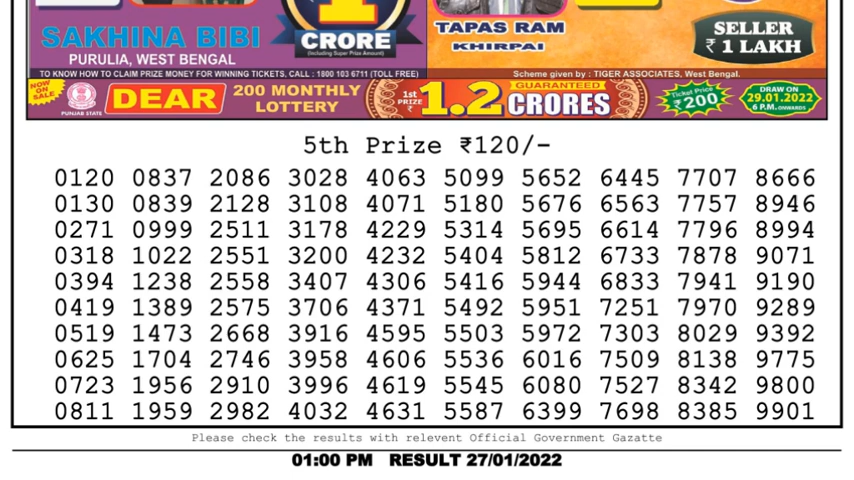 SAKHINA BIBI
PURULIA, WEST BENGAL
1
CRORE
(Including Super Prize Amount)
TAPAS RAM
KHIRPAI
SELLER
₹ 1 LAKH
TO KNOW HOW TO CLAIM PRIZE MONEY FOR WINNING TICKETS, CALL : 1800 103 6711 (TOLL FREE)
Scheme given by : TIGER ASSOCIATES, West Bengal.
NOW ON SALE
PUNJAB STATE
DEAR
200 MONTHLY
LOTTERY
1st PRIZE ₹
1.2
GUARANTEED
CRORES
Ticket Price
₹200
DRAW ON
29.01.2022
6 P.M. ONWARDS
5th Prize ₹120/-
0120 0837 2086 3028 4063 5099 5652 6445 7707 8666
0130 0839 2128 3108 4071 5180 5676 6563 7757 8946
0271 0999 2511 3178 4229 5314 5695 6614 7796 8994
0318 1022 2551 3200 4232 5404 5812 6733 7878 9071
0394 1238 2558 3407 4306 5416 5944 6833 7941 9190
0419 1389 2575 3706 4371 5492 5951 7251 7970 9289
0519 1473 2668 3916 4595 5503 5972 7303 8029 9392
0625 1704 2746 3958 4606 5536 6016 7509 8138 9775
0723 1956 2910 3996 4619 5545 6080 7527 8342 9800
0811 1959 2982 4032 4631 5587 6399 7698 8385 9901
Please check the results with relevent Official Government Gazatte
01:00 PM RESULT 27/01/2022